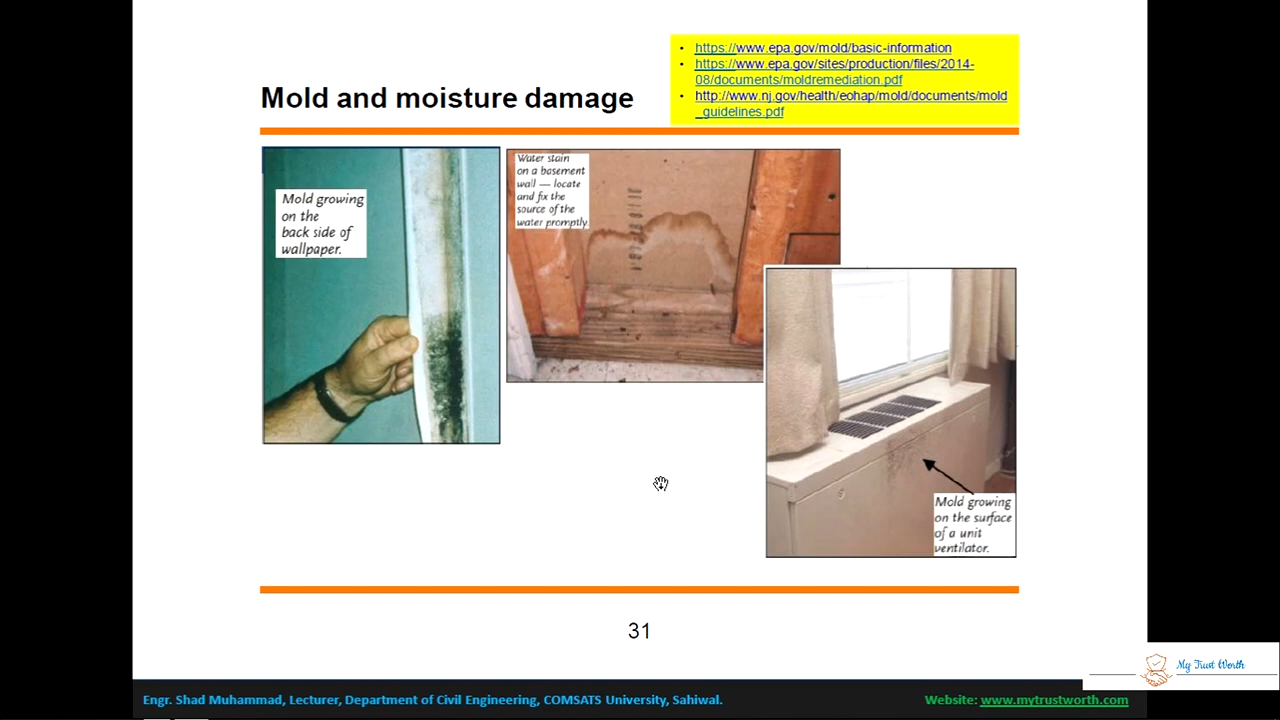 • https://www.epa.gov/mold/basic-information
• https://www.epa.gov/sites/production/files/2014-
08/documents/moldremediation.pdf
• http://www.nj.gov/health/eohap/mold/documents/mold
_guidelines.pdf
Mold and moisture damage
Mold growing
on the
back side of
wallpaper.
Water stain
on a basement
wall — locate
and fix the
source of the
water promptly.
Mold growing
on the surface
of a unit
ventilator.
31
My Trust Worth
Engr. Shad Muhammad, Lecturer, Department of Civil Engineering, COMSATS University, Sahiwal.
Website: www.mytrustworth.com